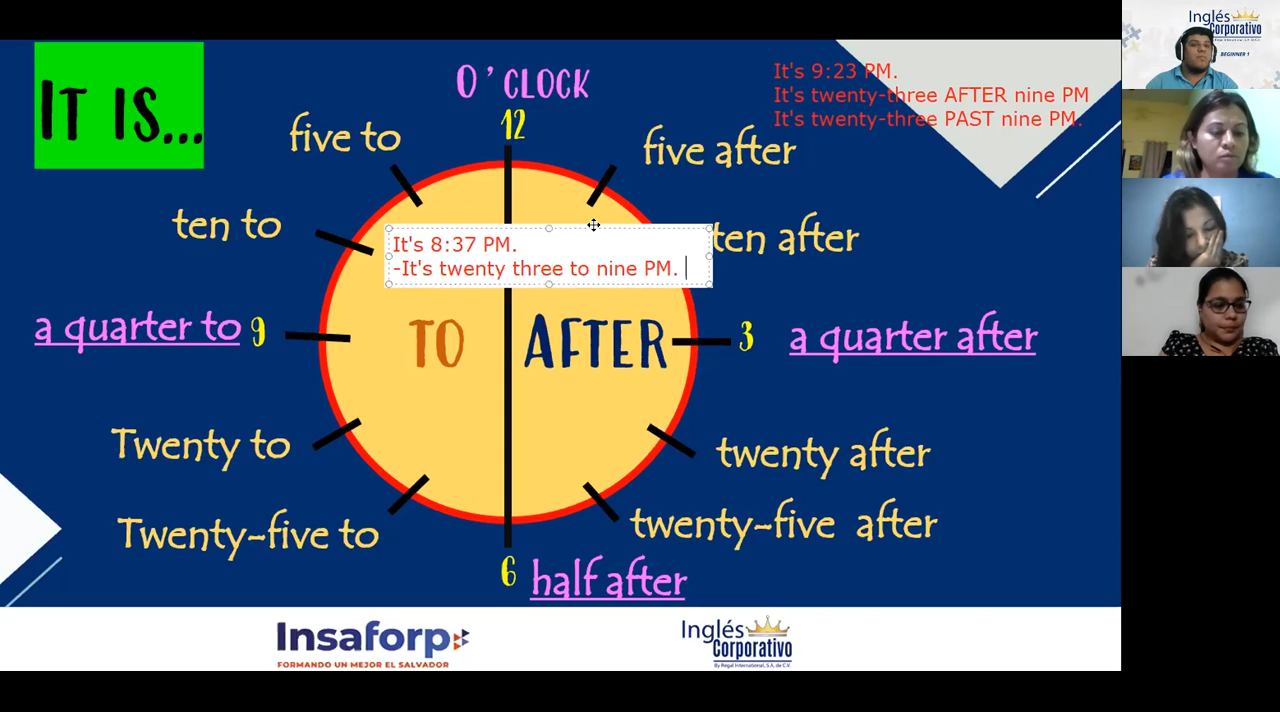 IT IS...
O'CLOCK
12
five to
five after
ten to
ten after
a quarter to 9
3 a quarter after
TO
AFTER
Twenty to
twenty after
Twenty-five to
twenty-five after
6 half after
It's 9:23 PM.
It's twenty-three AFTER nine PM
It's twenty-three PAST nine PM.
It's 8:37 PM.
-It's twenty three to nine PM.
Insaforp
FORMANDO UN MEJOR EL SALVADOR
Inglés
Corporativo
By Regal International, S.A. de C.V.
Inglés
Corporativo
BEGINNER 1